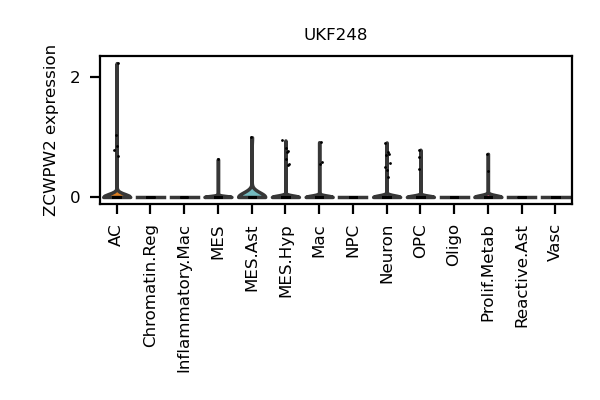 UKF248
ZCWPW2 expression
2
0
AC
Chromatin.Reg
Inflammatory.Mac
MES
MES.Ast
MES.Hyp
Mac
NPC
Neuron
OPC
Oligo
Prolif.Metab
Reactive.Ast
Vasc